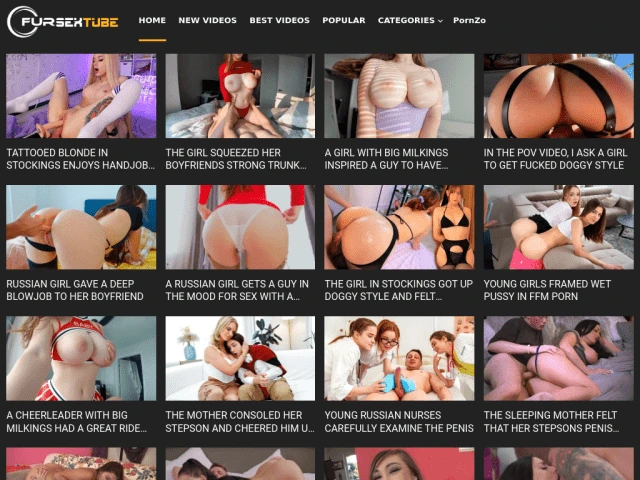 FURSEXTUBE
HOME NEW VIDEOS BEST VIDEOS POPULAR CATEGORIES PornZo
TATTOOED BLONDE IN
STOCKINGS ENJOYS HANDJOB…
THE GIRL SQUEEZED HER
BOYFRIENDS STRONG TRUNK…
A GIRL WITH BIG MILKINGS
INSPIRED A GUY TO HAVE…
IN THE POV VIDEO, I ASK A GIRL
TO GET FUCKED DOGGY STYLE
RUSSIAN GIRL GAVE A DEEP
BLOWJOB TO HER BOYFRIEND
A RUSSIAN GIRL GETS A GUY IN
THE MOOD FOR SEX WITH A…
THE GIRL IN STOCKINGS GOT UP
DOGGY STYLE AND FELT…
YOUNG GIRLS FRAMED WET
PUSSY IN FFM PORN
A CHEERLEADER WITH BIG
MILKINGS HAD A GREAT RIDE…
THE MOTHER CONSOLED HER
STEPSON AND CHEERED HIM U…
YOUNG RUSSIAN NURSES
CAREFULLY EXAMINE THE PENIS
THE SLEEPING MOTHER FELT
THAT HER STEPSONS PENIS…